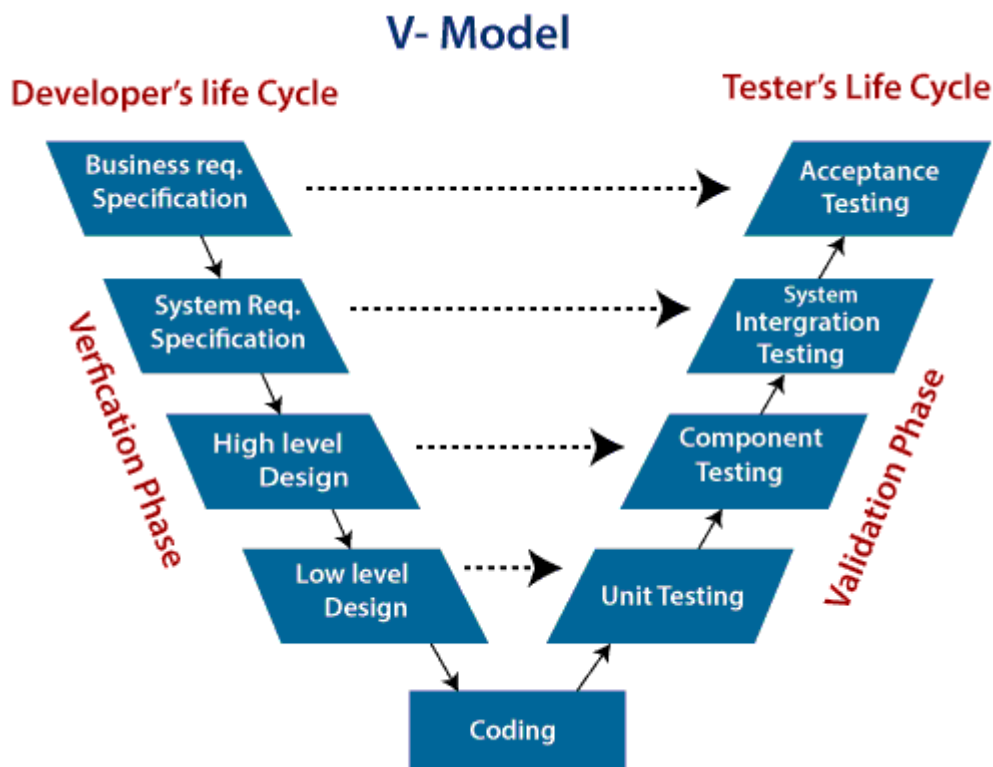 V- Model
Developer's life Cycle
Tester's Life Cycle
Business req.
Specification
Acceptance
Testing
System Req.
Specification
System
Intergration
Testing
Verfication Phase
High level
Design
Component
Testing
Validation Phase
Low level
Design
Unit Testing
Coding